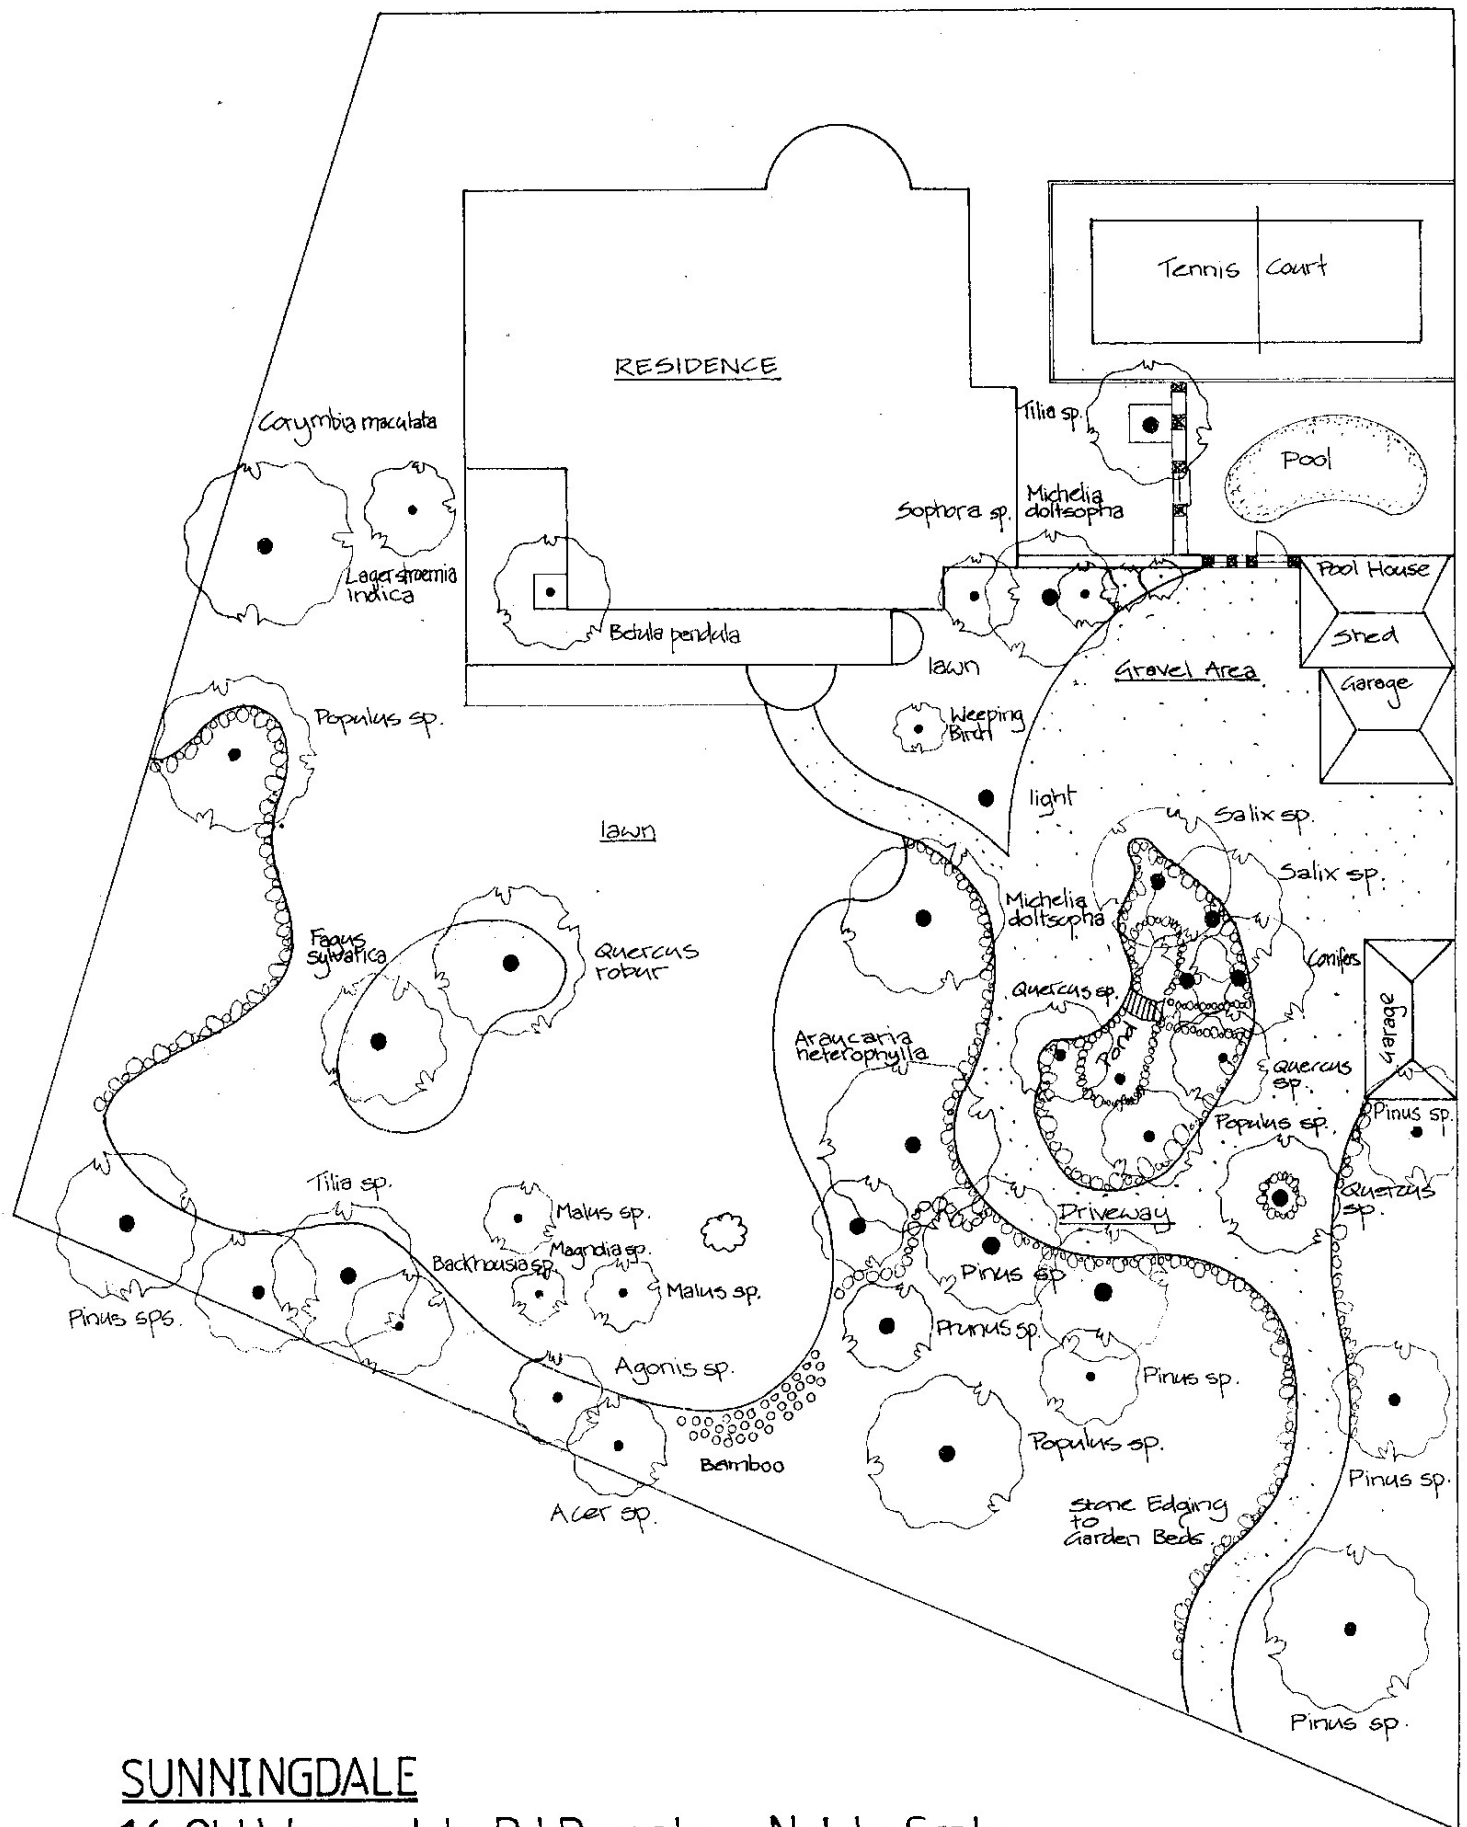 Tennis Court
RESIDENCE
Tilia sp.
Corymbia maculata
Pool
Michelia
doltsopha
Sophora sp.
Lagerstroemia
indica
Pool House
Betula pendula
Shed
lawn
Gravel Area
Garage
Populus sp.
Weeping
Birch
light
Salix sp.
lawn
Salix sp.
Michelia
doltsopha
Fagus
sylvatica
Quercus
robur
Conifers
Quercus sp.
Garage
Araucaria
heterophylla
Pond
Quercus
sp.
Pinus sp.
Populus sp.
Tilia sp.
Quercus
sp.
Malus sp.
Driveway
Magnolia sp.
Backhousia sp.
Pinus sp
Malus sp.
Pinus sps.
Prunus sp.
Agonis sp.
Pinus sp.
Populus sp.
Bamboo
Pinus sp.
Acer sp.
Stone Edging
to
Garden Beds.
Pinus sp.
SUNNINGDALE